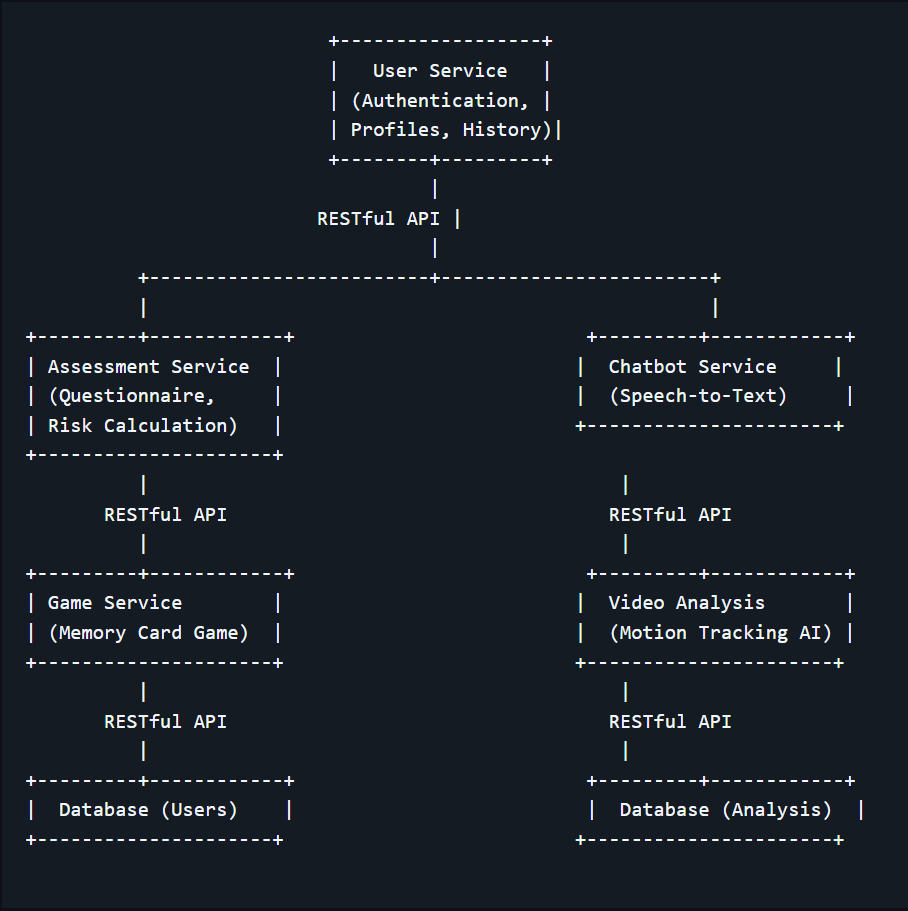 +------------------+
|   User Service   |
| (Authentication, |
| Profiles, History)|
+--------+---------+
|
RESTful API |
|
+-------------------------+------------------------+
|                         |
+---------+------------+    +---------+------------+
| Assessment Service  |    |  Chatbot Service     |
| (Questionnaire,     |    |  (Speech-to-Text)     |
| Risk Calculation)   |    +----------------------+
+---------------------+
|    |
RESTful API    RESTful API
|    |
+---------+------------+    +---------+------------+
| Game Service        |    |  Video Analysis       |
| (Memory Card Game)  |    |  (Motion Tracking AI) |
+---------------------+    +----------------------+
|    |
RESTful API    RESTful API
|    |
+---------+------------+    +---------+------------+
|  Database (Users)    |    |  Database (Analysis)  |
+----------------------+    +----------------------+